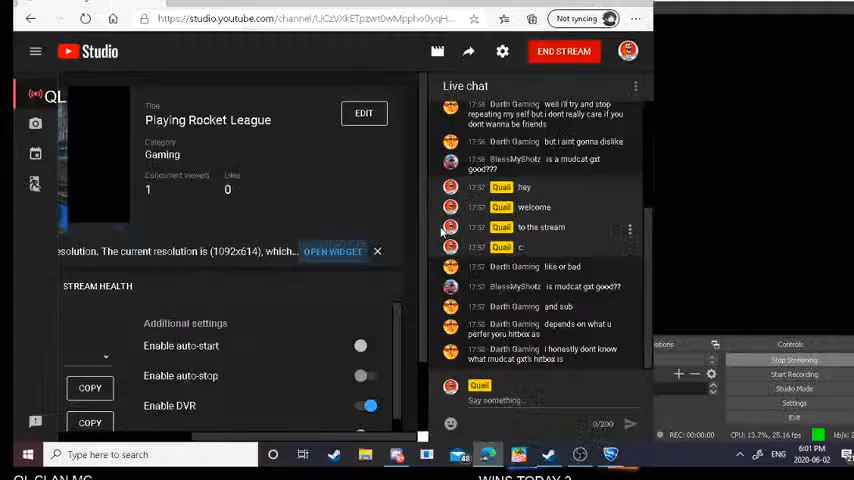 https://studio.youtube.com/channel/UCzVXkETpzwt0wMppho0yqH...
Not syncing
Studio
END STREAM
QL
Title
Playing Rocket League
EDIT
Category
Gaming
Concurrent viewers
Likes
1
0
esolution. The current resolution is (1092x614), which...
OPEN WIDGET
STREAM HEALTH
Additional settings
Enable auto-start
Enable auto-stop
COPY
Enable DVR
COPY
Live chat
17:56 Darth Gaming well i'll try and stop
repeating my self but i dont really care if you
dont wanna be friends
17:56 Darth Gaming but i aint gonna dislike
17:56 BlessMyShotz is a mudcat gxt
good???
17:57 Quail hey
17:57 Quail welcome
17:57 Quail to the stream
17:57 Quail c:
17:57 Darth Gaming like or bad
17:57 BlessMyShotz is mudcat gxt good??
17:57 Darth Gaming and sub
17:58 Darth Gaming depends on what u
perfer yoru hitbox as
17:58 Darth Gaming i honestly dont know
what mudcat gxt's hitbox is
Quail
Say something...
0/200
Controls
Stop Streaming
Start Recording
Studio Mode
Settings
Exit
REC: 00:00:00
CPU: 13.7%, 25.16 fps
kb/s:
Type here to search
48
6:01 PM
2020-06-02
QL CLAN MC
WINS TODAY 2